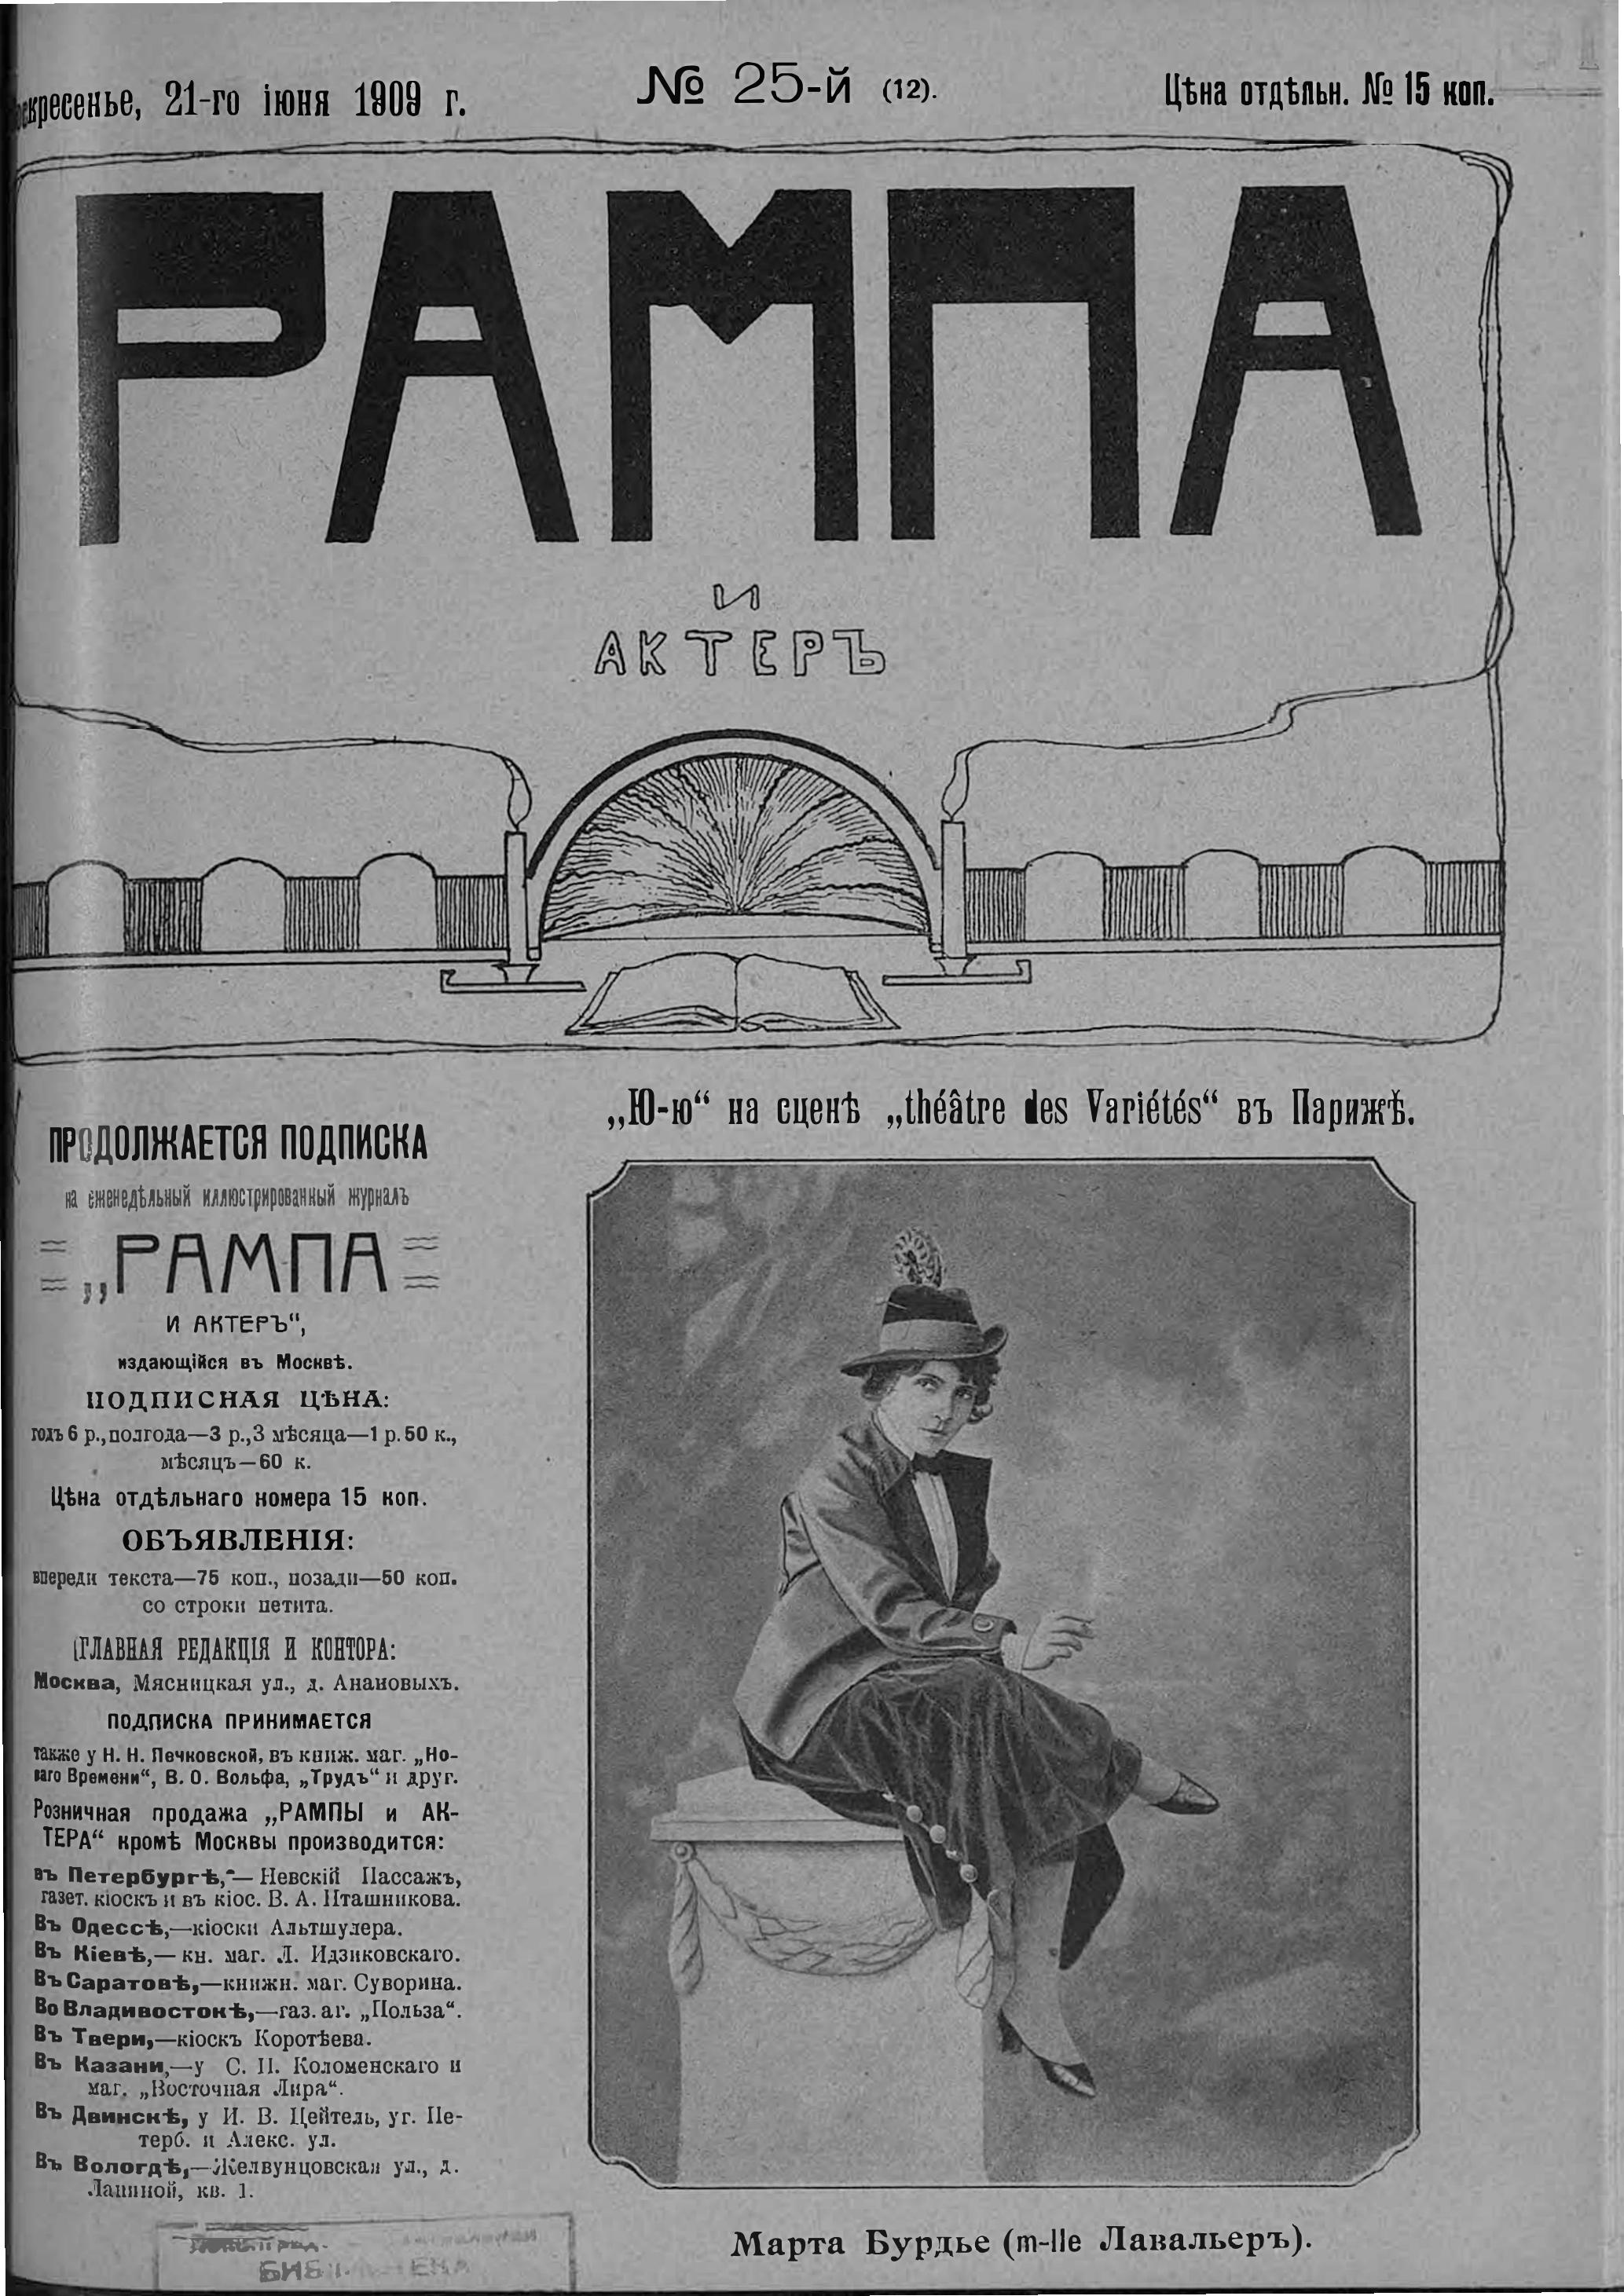 скресенье, 21-го іюня 1909 г.
№ 25-й (12).
Цѣна отдѣльн. № 15 коп.
РАМПА
И
АКТЕРЪ
ПРОДОЛЖАЕТСЯ ПОДПИСКА
на еженедѣльный иллюстрированный журналъ
„РАМПА
И АКТЕРЪ“,
издающійся въ Москвѣ.
ПОДПИСНАЯ ЦѢНА:
годъ 6 р., полгода—3 р., 3 мѣсяца—1 р. 50 к.,
мѣсяцъ—60 к.
Цѣна отдѣльнаго номера 15 коп.
ОБЪЯВЛЕНІЯ:
впереди текста—75 коп., позади—50 коп.
со строки петита.
ГЛАВНАЯ РЕДАКЦІЯ И КОНТОРА:
Москва, Мясницкая ул., д. Анановыхъ.
ПОДПИСКА ПРИНИМАЕТСЯ
также у Н. Н. Печковской, въ книж. маг. „Но-
ваго Времени“, В. О. Вольфа, „Трудъ“ и друг.
Розничная продажа „РАМПЫ и АК-
ТЕРА“ кромѣ Москвы производится:
въ Петербургѣ,— Невскій Пассажъ,
газет. кіоскъ и въ кіос. В. А. Пташникова.
Въ Одессѣ,—кіоски Альтшулера.
Въ Кіевѣ,— кн. маг. Л. Идзиковскаго.
Въ Саратовѣ,—книжн. маг. Суворина.
Во Владивостокѣ,—газ. аг. „Польза“.
Въ Твери,—кіоскъ Коротѣева.
Въ Казани,—у С. П. Коломенскаго и
маг. „Восточная Лира“.
Въ Двинскѣ, у И. В. Цейтель, уг. Пе-
терб. и Алекс. ул.
Въ Вологдѣ,—Желвунцовская ул., д.
Лапиной, кв. 1.
„Ю-ю“ на сценѣ „théâtre des Variétés“ въ Парижѣ.
Марта Бурдье (m-lle Лавальеръ).